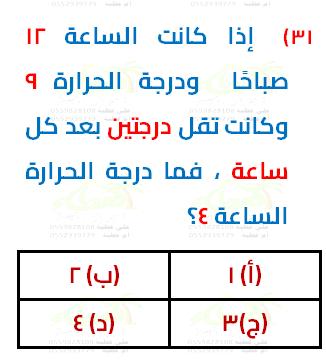 ٣١) إذا كانت الساعة ١٢
صباحًا ودرجة الحرارة ٩
وكانت تقل درجتين بعد كل
ساعة ، فما درجة الحرارة
الساعة ٤؟
(أ) ١ (ب) ٢
(ج) ٣ (د) ٤